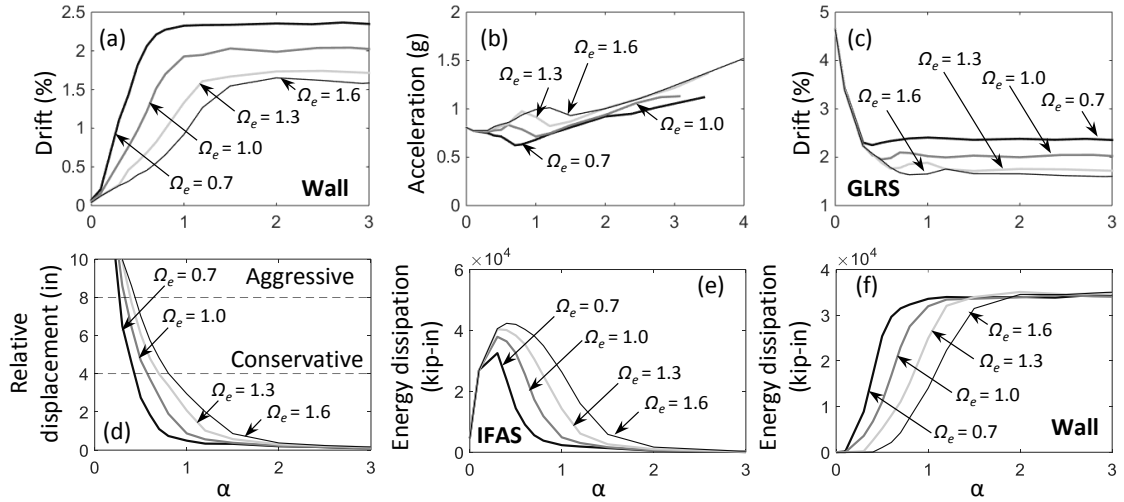 (a)
Drift (%)
2.5
2
1.5
1
0.5
0
0 1 2 3
Ωe = 1.6
Ωe = 1.3
Ωe = 1.0
Ωe = 0.7
Wall
(b)
Acceleration (g)
2
1.5
1
0.5
0
0 1 2 3 4
Ωe = 1.6
Ωe = 1.3
Ωe = 1.0
Ωe = 0.7
(c)
Drift (%)
5
4
3
2
1
0 1 2 3
Ωe = 1.3
Ωe = 1.0
Ωe = 1.6
Ωe = 0.7
GLRS
Relative
displacement (in)
10
8
6
4
2
0
0 1 2 3
Ωe = 0.7
Aggressive
Ωe = 1.0
Conservative
Ωe = 1.3
Ωe = 1.6
(d)
α
Energy dissipation
(kip-in)
×10⁴
6
4
2
0
0 1 2 3
(e)
Ωe = 0.7
Ωe = 1.0
Ωe = 1.3
Ωe = 1.6
IFAS
α
Energy dissipation
(kip-in)
×10⁴
4
3
2
1
0
0 1 2 3
(f)
Ωe = 1.6
Ωe = 1.3
Ωe = 1.0
Ωe = 0.7
Wall
α